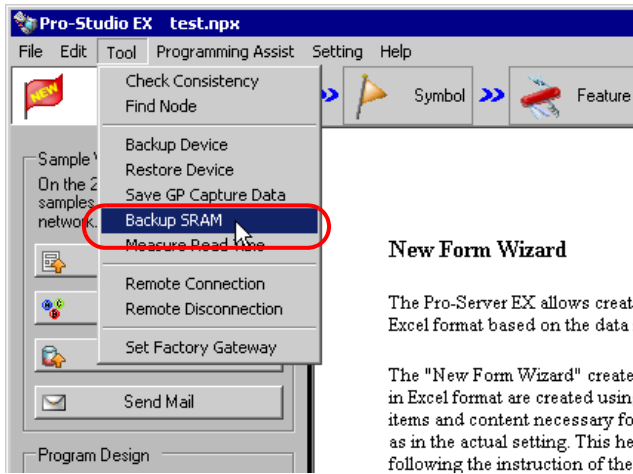 Pro-Studio EX test.npx
File Edit Tool Programming Assist Setting Help
NEW
Symbol
Feature
Check Consistency
Find Node
Backup Device
Restore Device
Save GP Capture Data
Backup SRAM
Measure Read Time
Remote Connection
Remote Disconnection
Set Factory Gateway
Sample
On the 2
samples
network.
Send Mail
Program Design
New Form Wizard
The Pro-Server EX allows creat
Excel format based on the data
The "New Form Wizard" create
in Excel format are created using
items and content necessary fo
as in the actual setting. This he
following the instruction of the